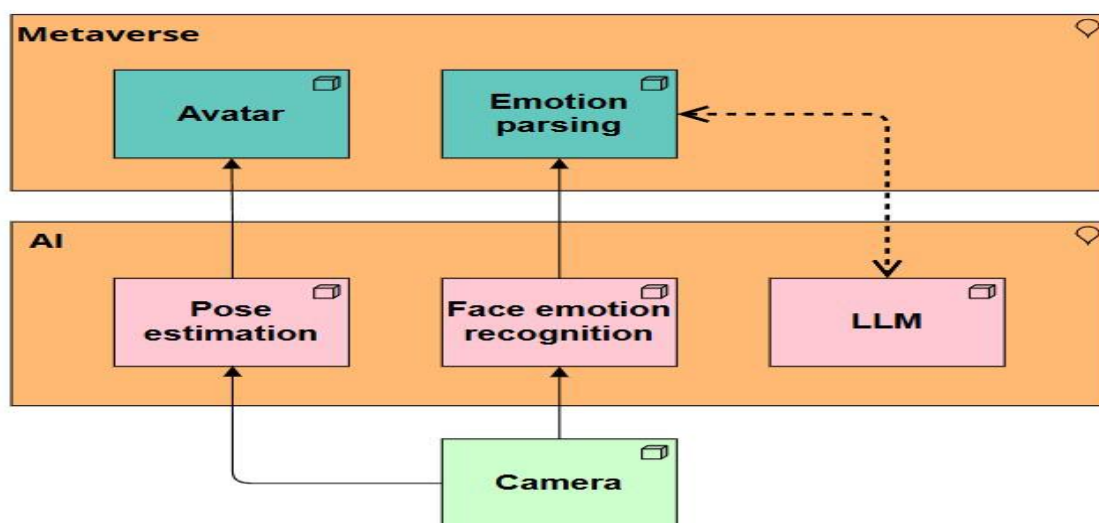 Metaverse
Avatar
Emotion
parsing
AI
Pose
estimation
Face emotion
recognition
LLM
Camera